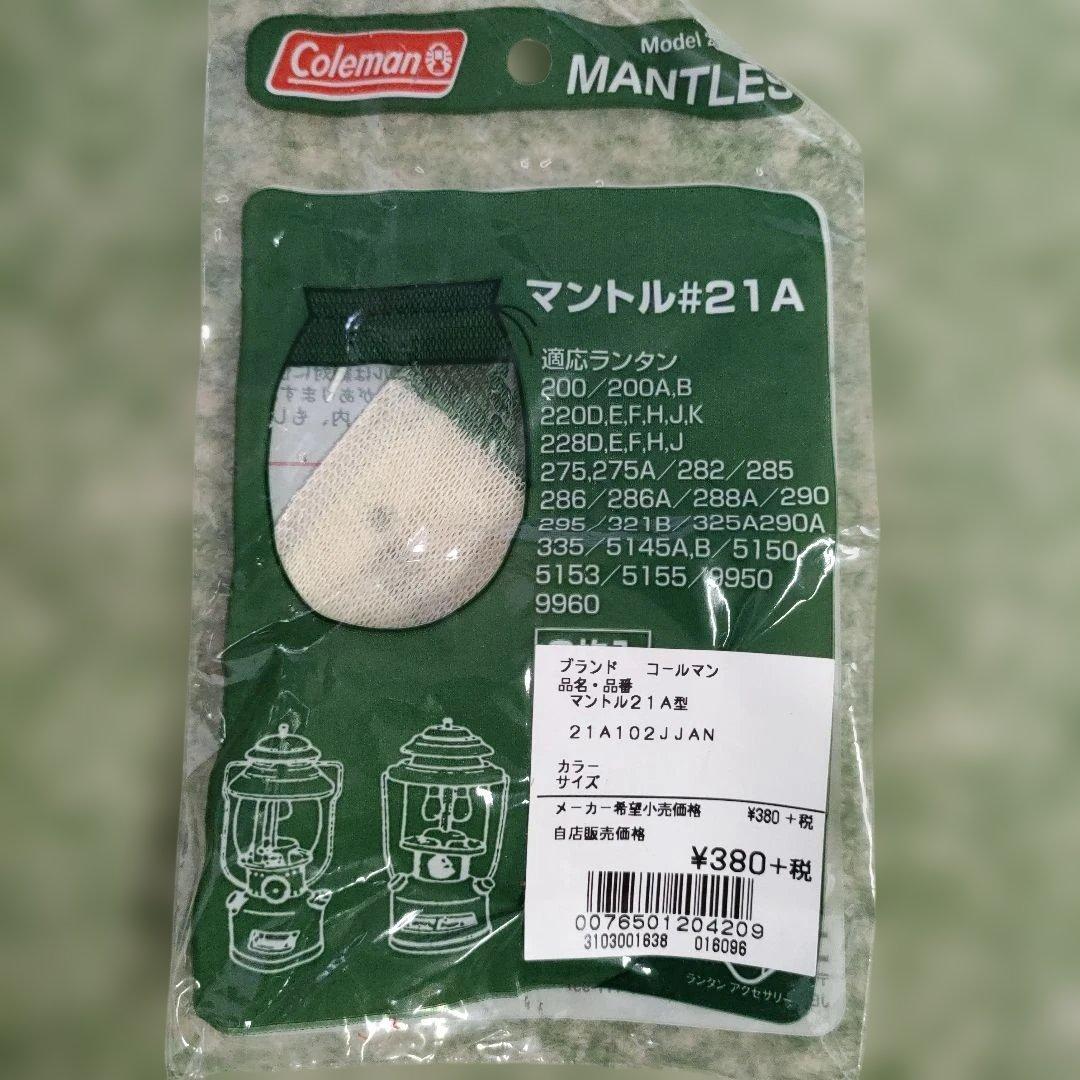 Coleman
Model
MANTLES
マントル#21A
適応ランタン
200／200A,B
220D,E,F,H,J,K
228D,E,F,H,J
275,275A／282／285
286／286A／288A／290
295／321B／325A290A
335／5145A,B／5150
5153／5155／9950
9960
ブランド コールマン
品名・品番
マントル21A型
21A102JJAN
カラー
サイズ
メーカー希望小売価格 ¥380＋税
自店販売価格
¥380＋税
0076501204209
3103001638 016096
ランタン アクセサリー